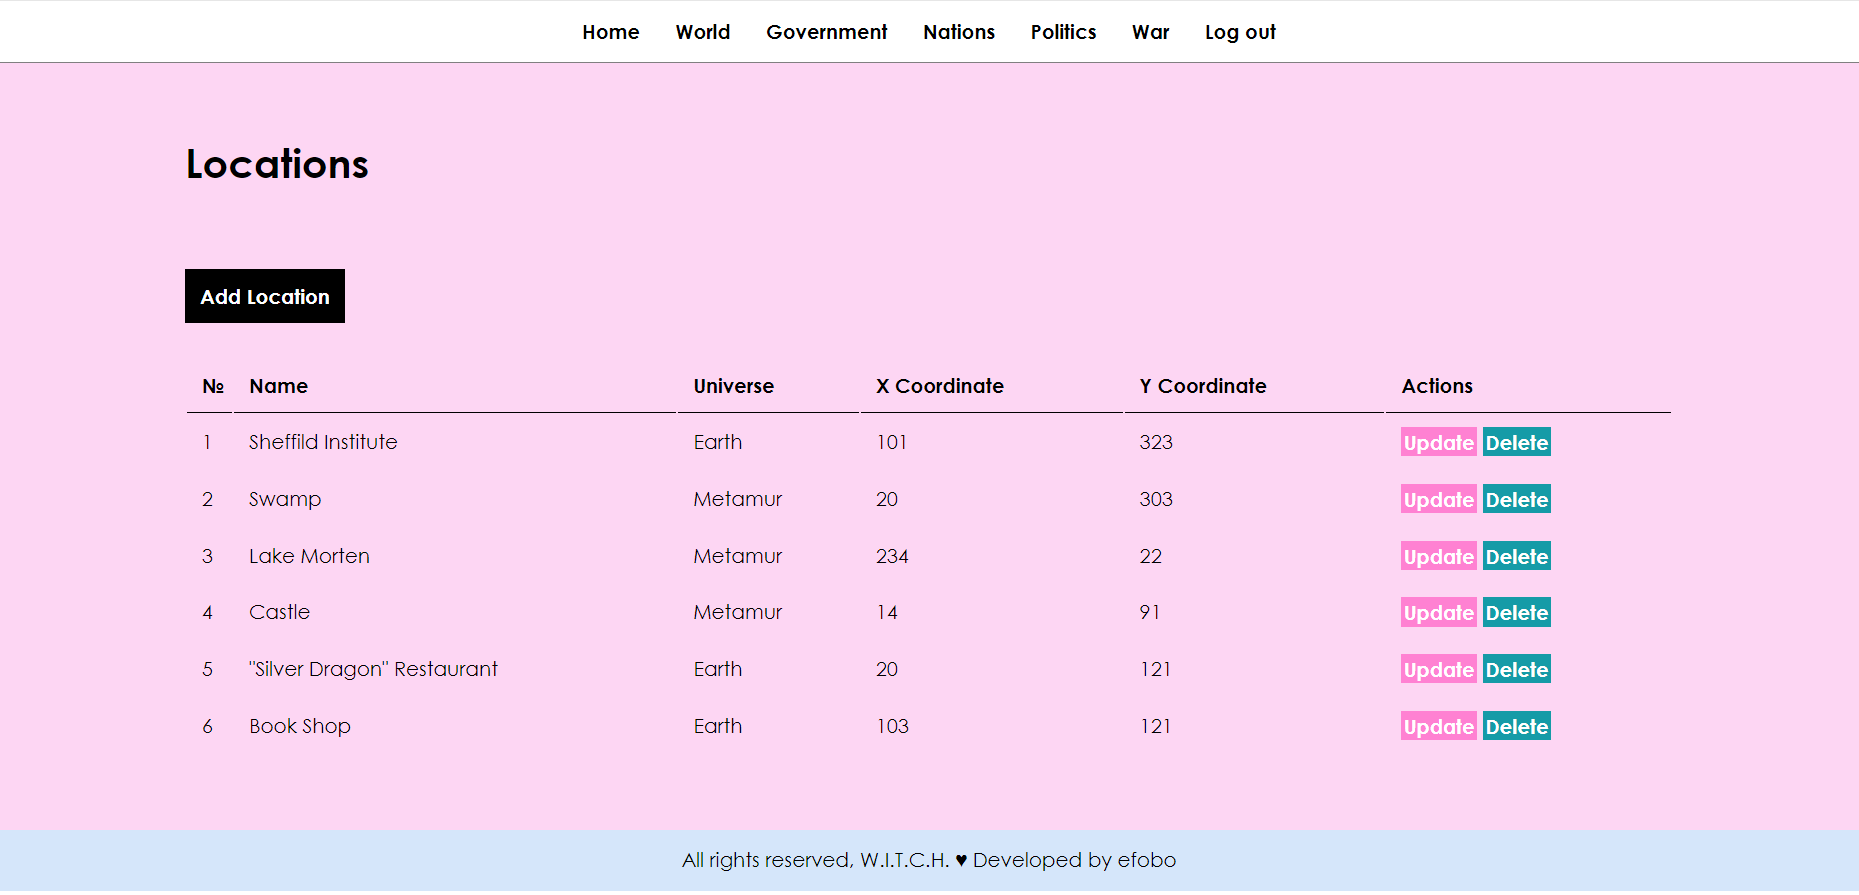 Home World Government Nations Politics War Log out
Locations
Add Location
№ Name Universe X Coordinate Y Coordinate Actions
1 Sheffild Institute Earth 101 323 Update Delete
2 Swamp Metamur 20 303 Update Delete
3 Lake Morten Metamur 234 22 Update Delete
4 Castle Metamur 14 91 Update Delete
5 "Silver Dragon" Restaurant Earth 20 121 Update Delete
6 Book Shop Earth 103 121 Update Delete
All rights reserved, W.I.T.C.H. ♥ Developed by efobo